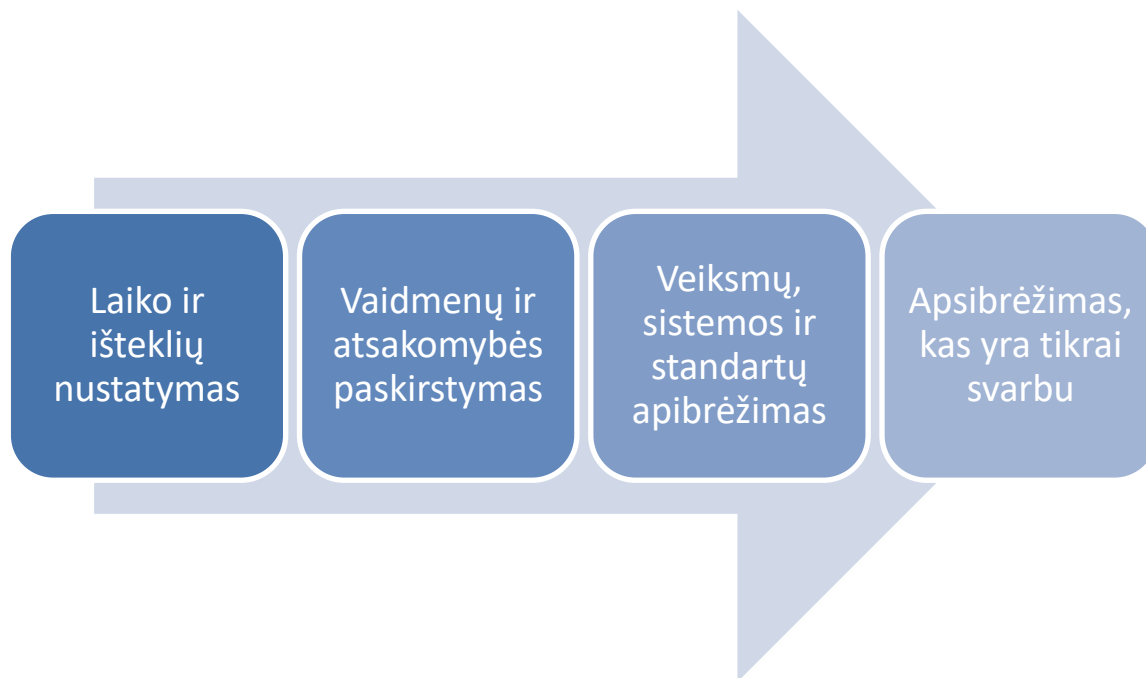 Laiko ir
išteklių
nustatymas
Vaidmenų ir
atsakomybės
paskirstymas
Veiksmų,
sistemos ir
standartų
apibrėžimas
Apsibrėžimas,
kas yra tikrai
svarbu